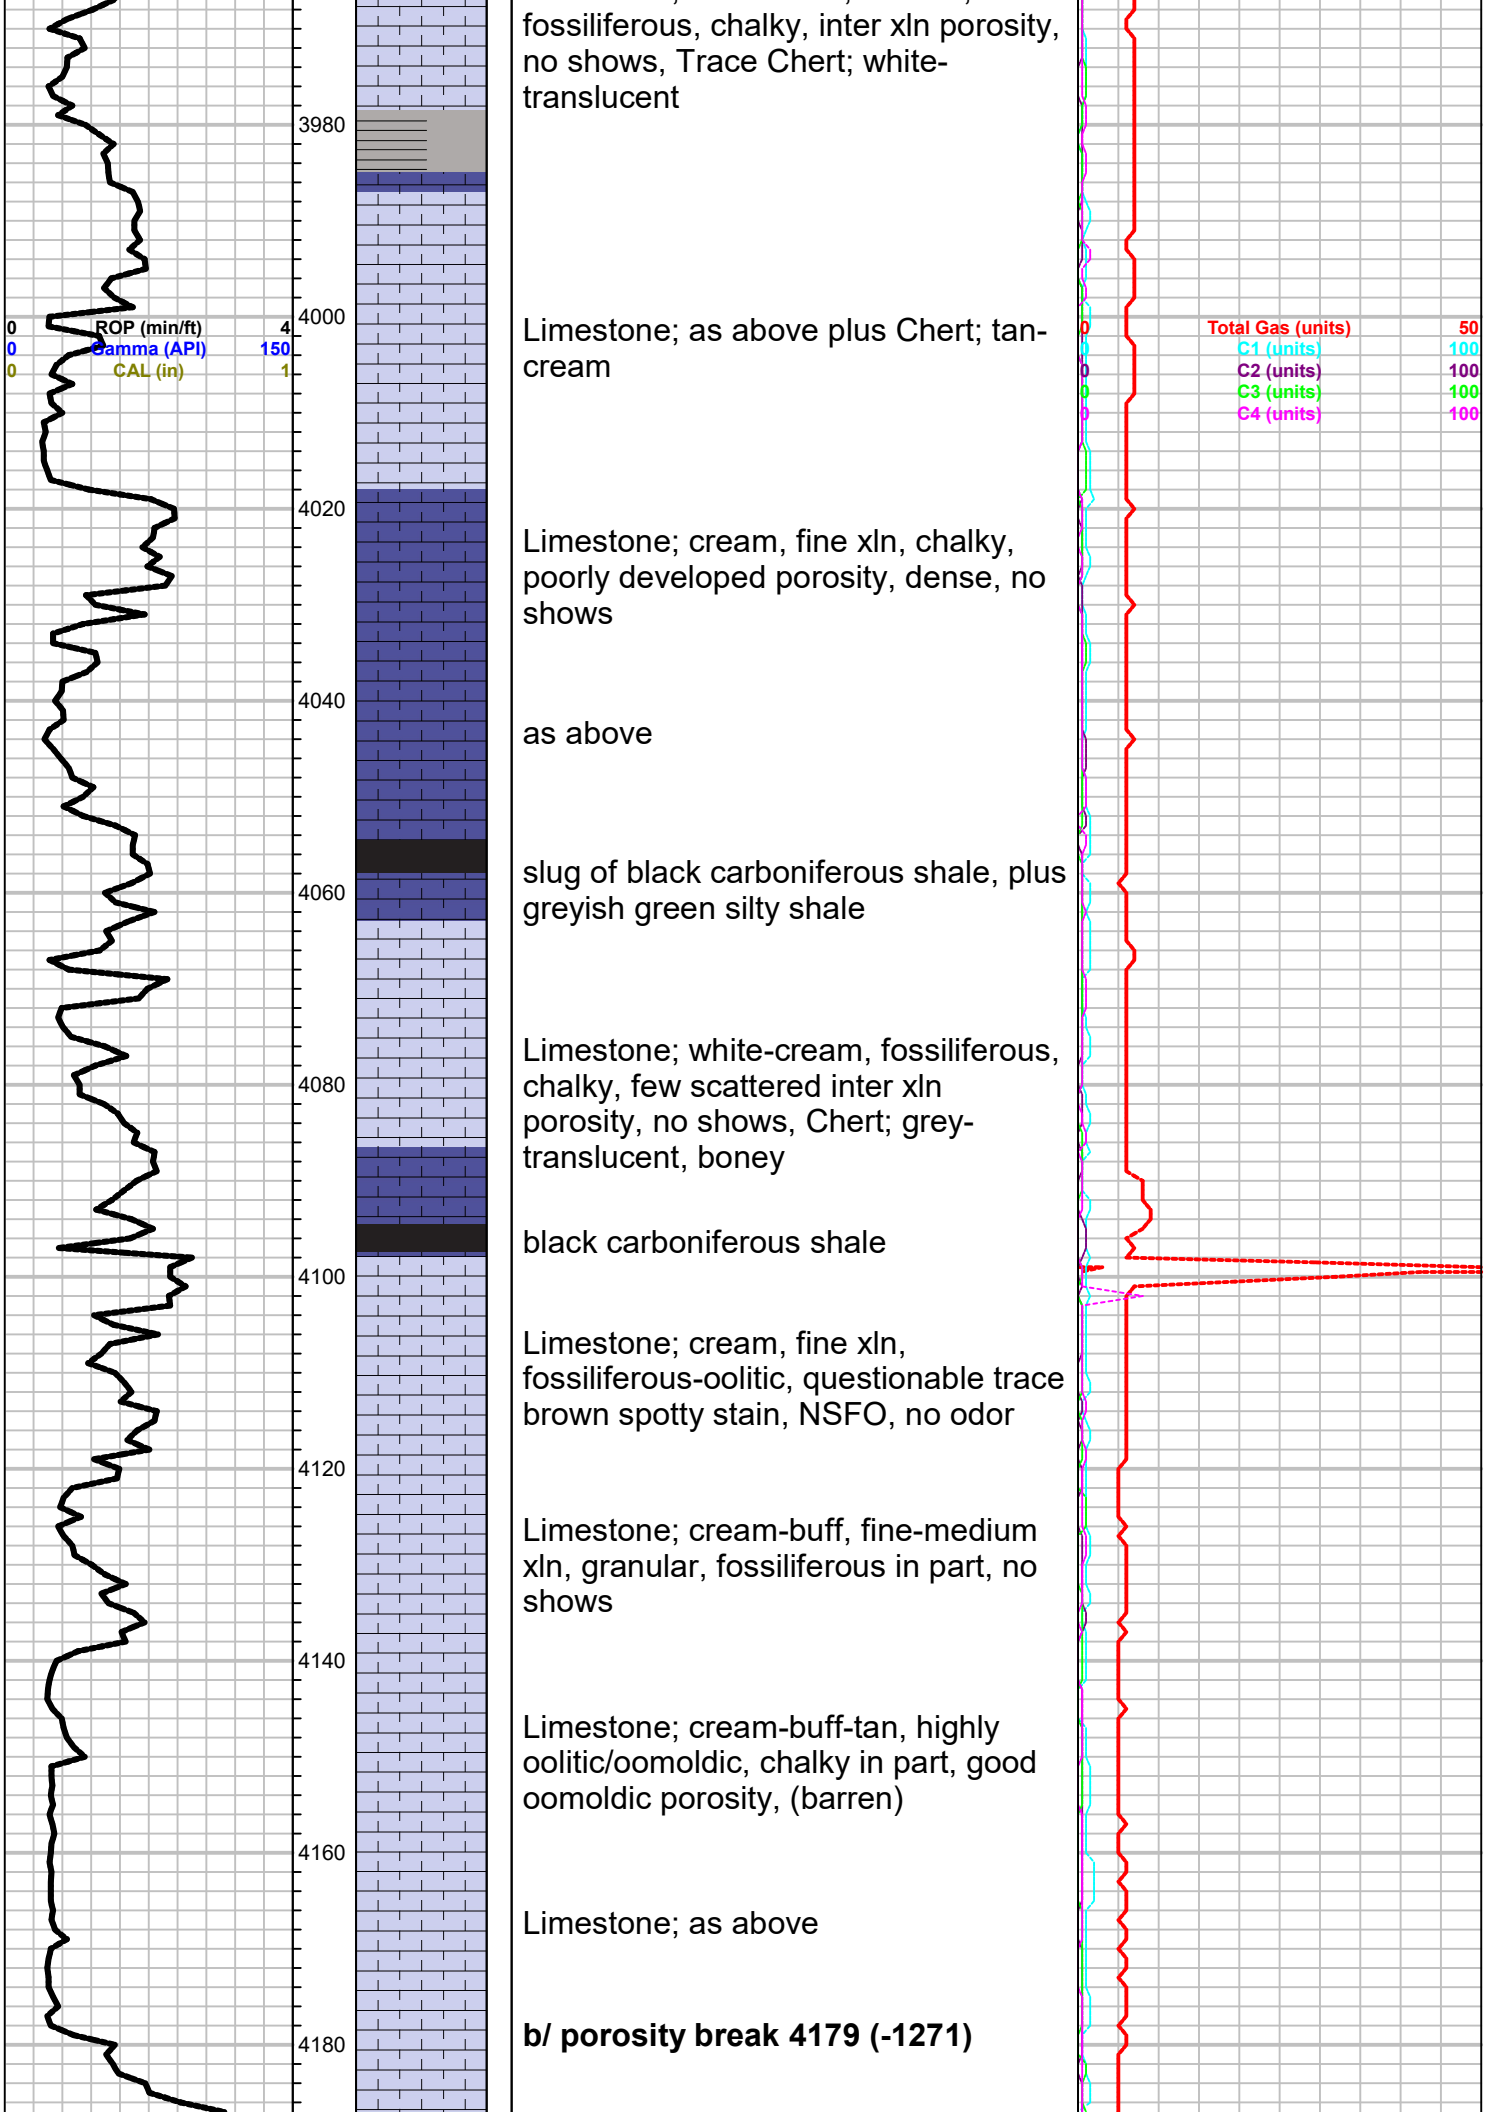 fossiliferous, chalky, inter xln porosity,
no shows, Trace Chert; white-
translucent
3980
4000
0 ROP (min/ft) 4
0 Gamma (API) 150
0 CAL (in) 1
Limestone; as above plus Chert; tan-
cream
0 Total Gas (units) 50
C1 (units) 100
0 C2 (units) 100
0 C3 (units) 100
0 C4 (units) 100
4020
Limestone; cream, fine xln, chalky,
poorly developed porosity, dense, no
shows
4040
as above
4060
slug of black carboniferous shale, plus
greyish green silty shale
4080
Limestone; white-cream, fossiliferous,
chalky, few scattered inter xln
porosity, no shows, Chert; grey-
translucent, boney
black carboniferous shale
4100
Limestone; cream, fine xln,
fossiliferous-oolitic, questionable trace
brown spotty stain, NSFO, no odor
4120
Limestone; cream-buff, fine-medium
xln, granular, fossiliferous in part, no
shows
4140
Limestone; cream-buff-tan, highly
oolitic/oomoldic, chalky in part, good
oomoldic porosity, (barren)
4160
Limestone; as above
4180
b/ porosity break 4179 (-1271)